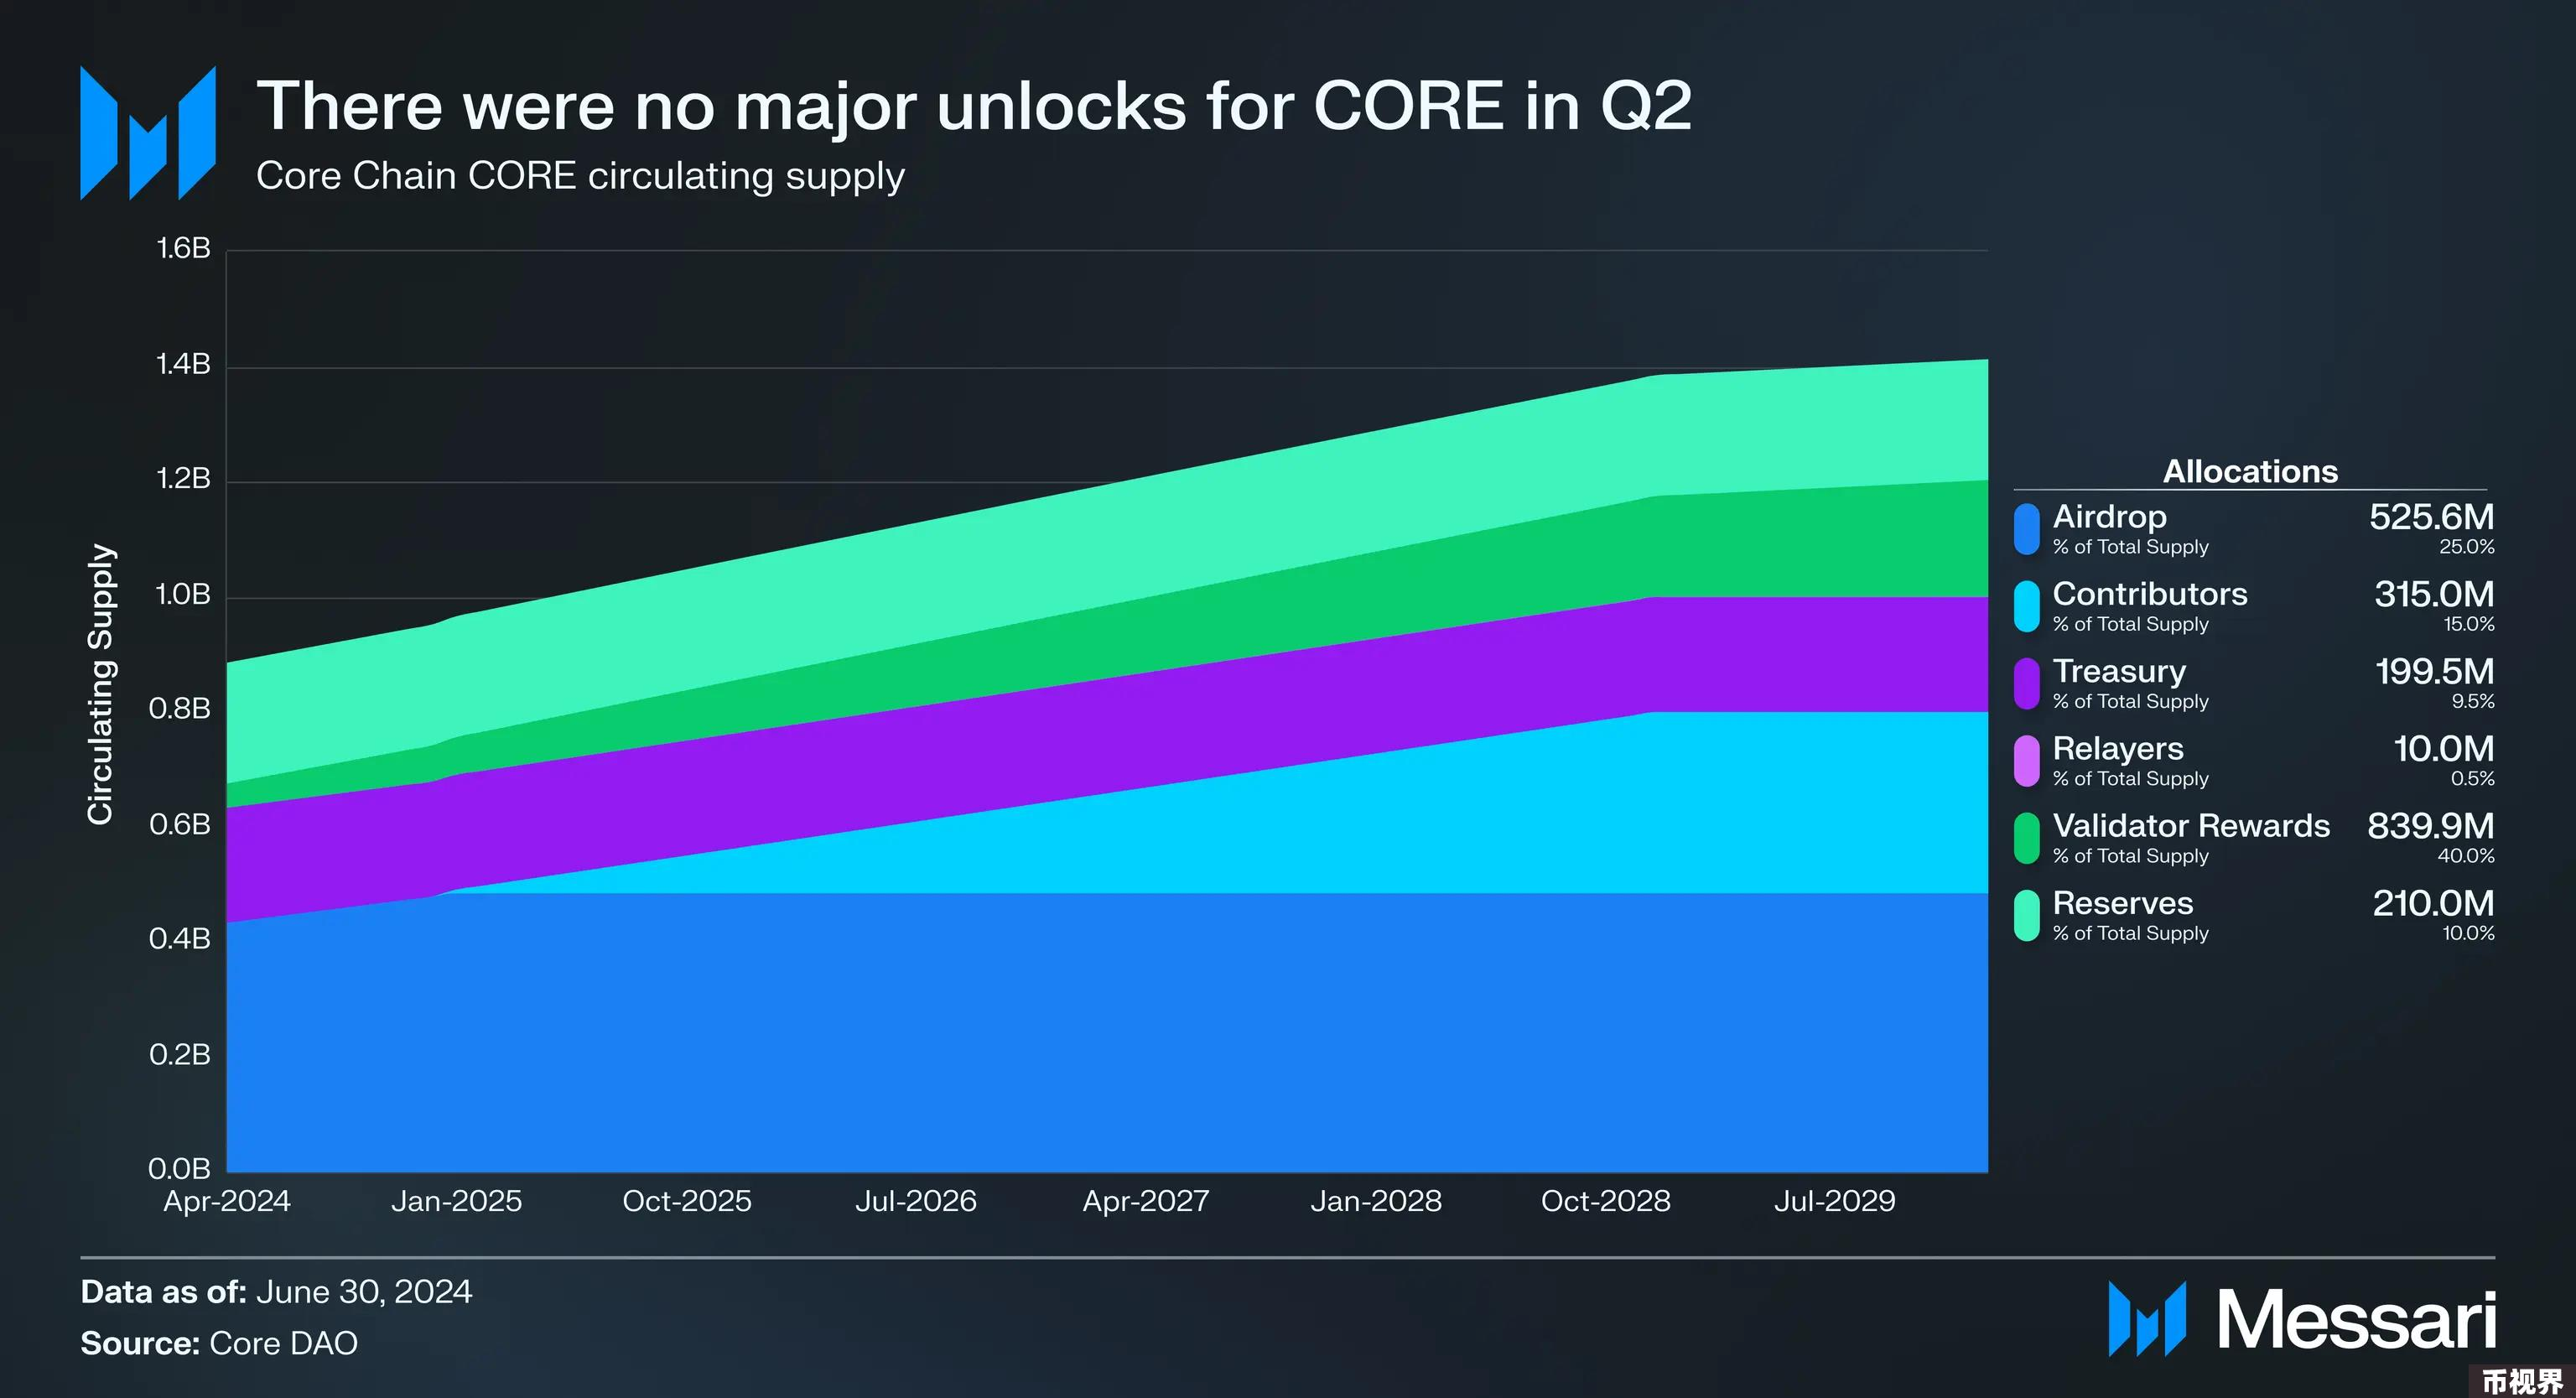 There were no major unlocks for CORE in Q2
Core Chain CORE circulating supply
Circulating Supply
1.6B
1.4B
1.2B
1.0B
0.8B
0.6B
0.4B
0.2B
0.0B
Apr-2024 Jan-2025 Oct-2025 Jul-2026 Apr-2027 Jan-2028 Oct-2028 Jul-2029
Allocations
Airdrop 525.6M
% of Total Supply 25.0%
Contributors 315.0M
% of Total Supply 15.0%
Treasury 199.5M
% of Total Supply 9.5%
Relayers 10.0M
% of Total Supply 0.5%
Validator Rewards 839.9M
% of Total Supply 40.0%
Reserves 210.0M
% of Total Supply 10.0%
Data as of: June 30, 2024
Source: Core DAO
Messari
币视界